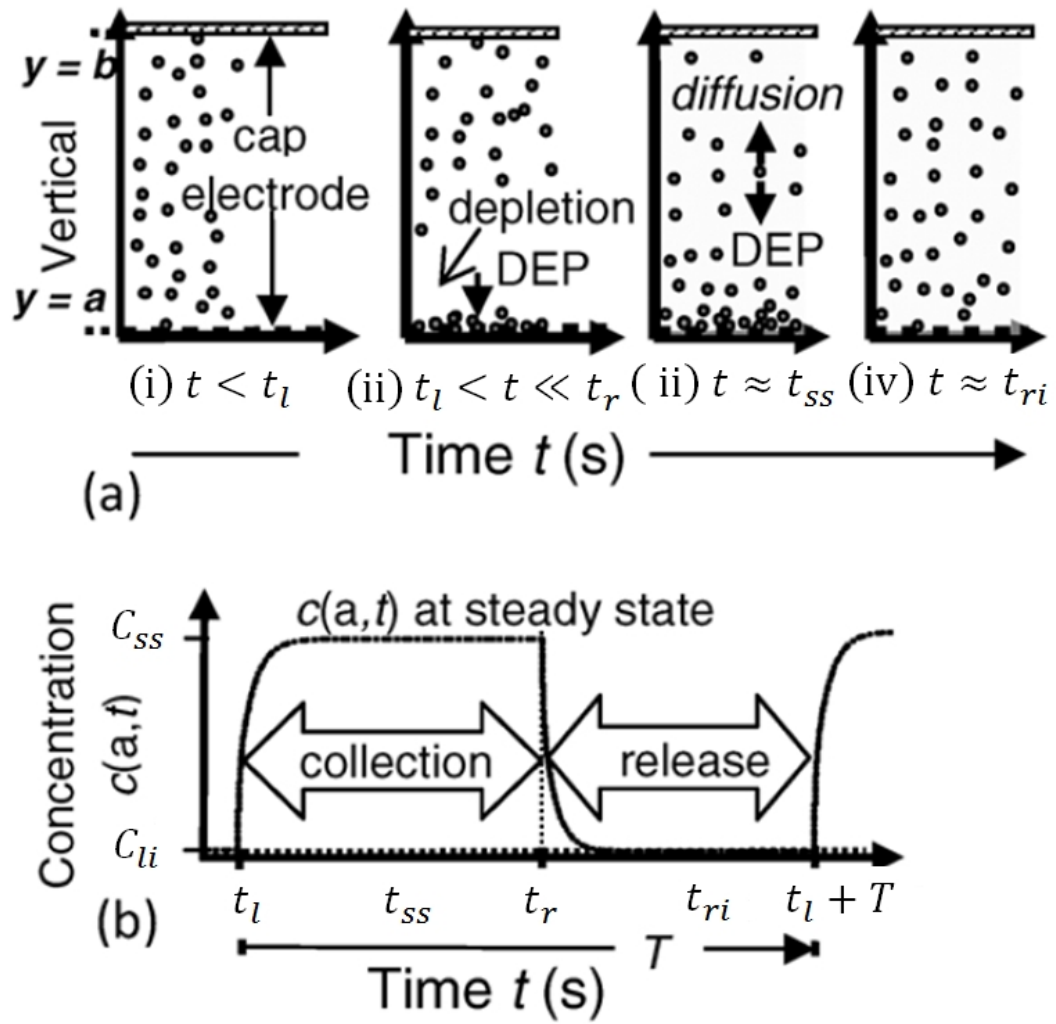 y = b
cap
Vertical
electrode
depletion
diffusion
DEP
DEP
y = a
(i) t < t_l
(ii) t_l < t ≪ t_r
( ii) t ≈ t_ss
(iv) t ≈ t_ri
Time t (s)
(a)
C_ss
c(a,t) at steady state
Concentration
c(a,t)
collection
release
C_li
t_l
t_ss
t_r
t_ri
t_l + T
(b)
T
Time t (s)